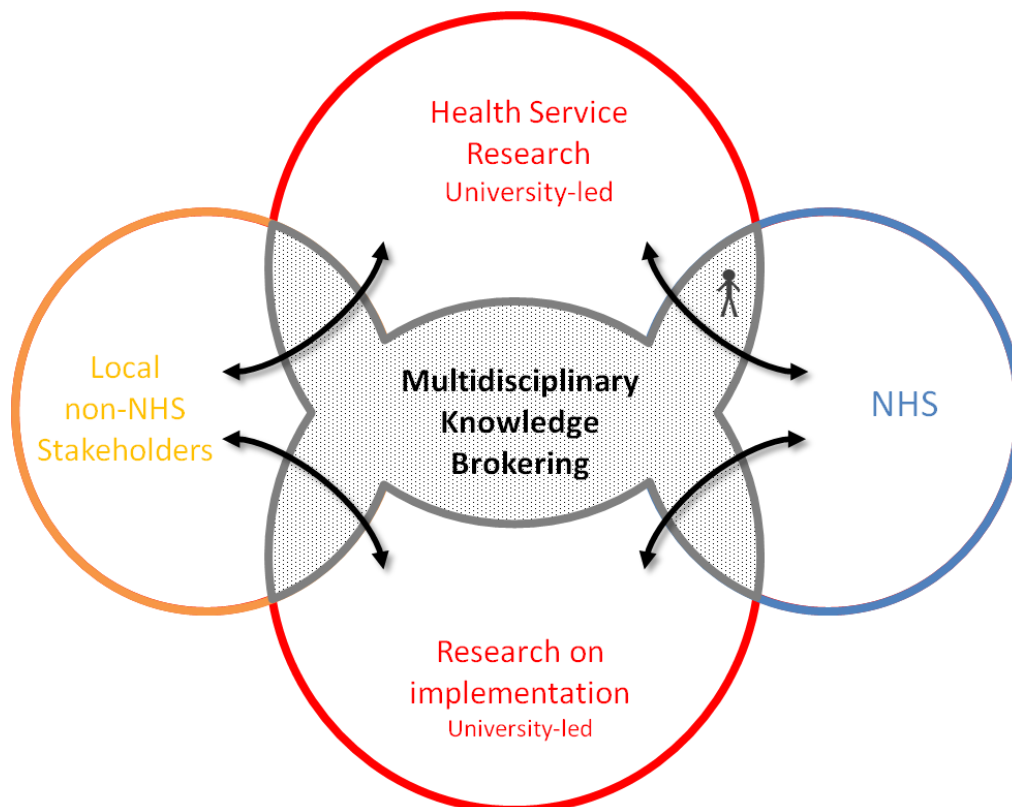 Health Service
Research
University-led
Local
non-NHS
Stakeholders
Multidisciplinary
Knowledge
Brokering
NHS
Research on
implementation
University-led